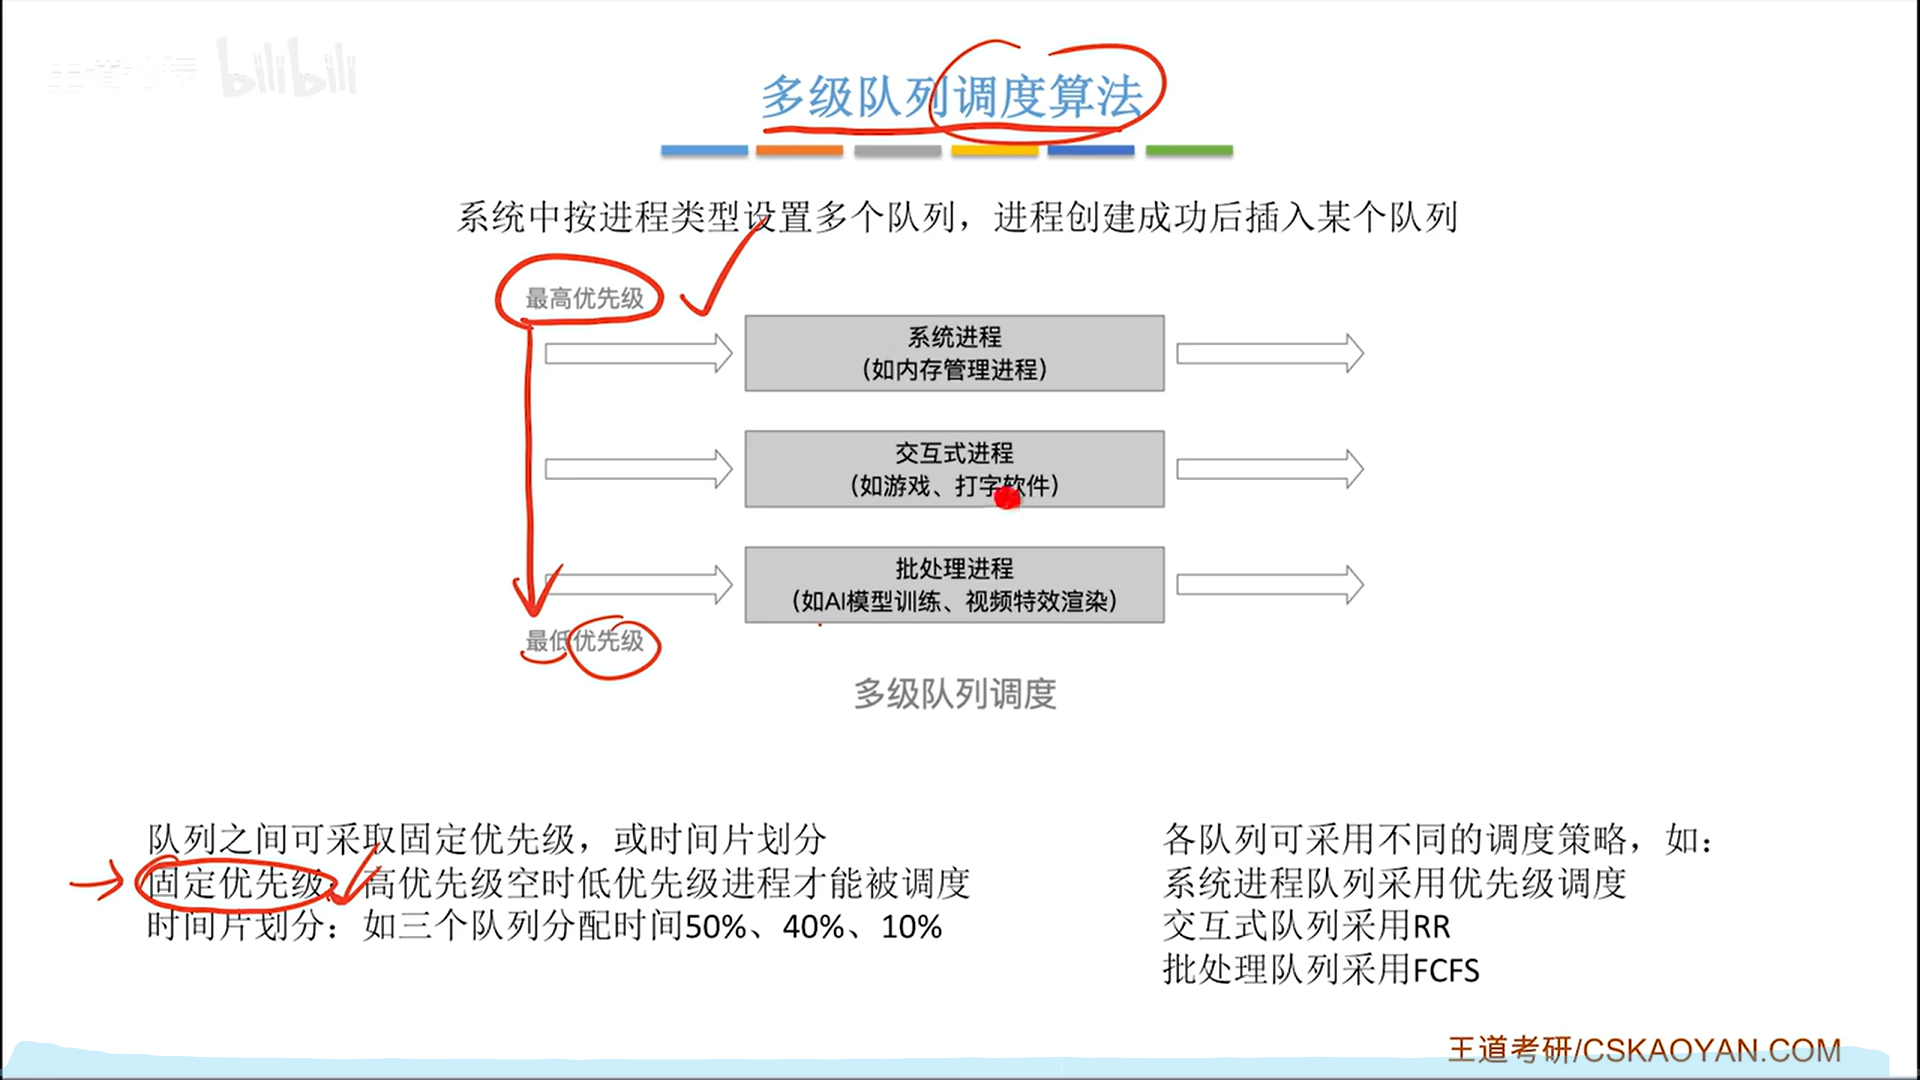 bilibili
多级队列调度算法
系统中按进程类型设置多个队列，进程创建成功后插入某个队列
最高优先级
系统进程
（如内存管理进程）
交互式进程
（如游戏、打字软件）
批处理进程
（如AI模型训练、视频特效渲染）
最低优先级
多级队列调度
队列之间可采取固定优先级，或时间片划分
固定优先级：高优先级空时低优先级进程才能被调度
时间片划分：如三个队列分配时间50%、40%、10%
各队列可采用不同的调度策略，如：
系统进程队列采用优先级调度
交互式队列采用RR
批处理队列采用FCFS
王道考研/CSKAOYAN.COM